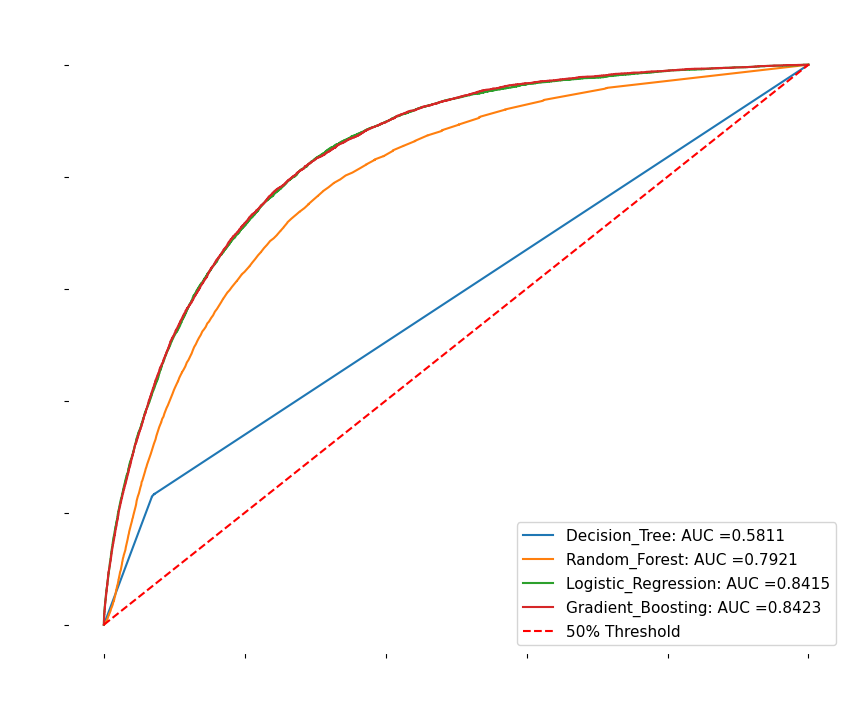 Decision_Tree: AUC =0.5811
Random_Forest: AUC =0.7921
Logistic_Regression: AUC =0.8415
Gradient_Boosting: AUC =0.8423
50% Threshold